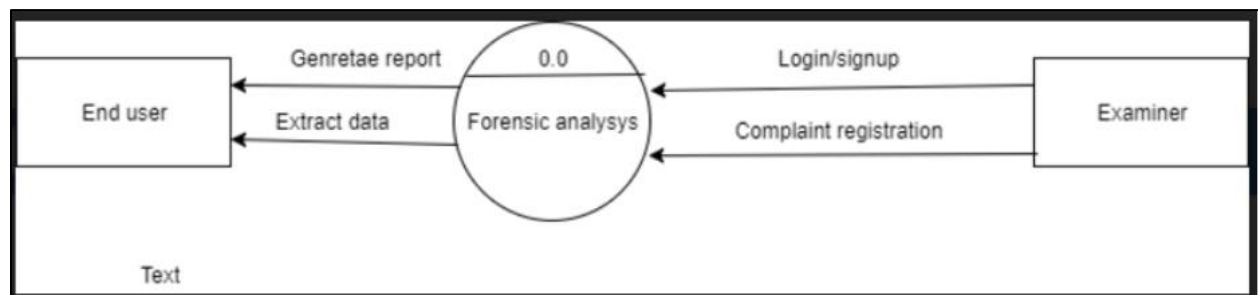 Genretae report
0.0
Login/signup
End user
Extract data
Forensic analysys
Complaint registration
Examiner
Text